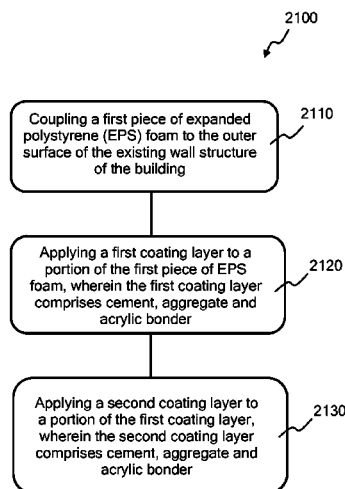 2100
Coupling a first piece of expanded
polystyrene (EPS) foam to the outer
surface of the existing wall structure
of the building
2110
Applying a first coating layer to a
portion of the first piece of EPS
foam, wherein the first coating layer
comprises cement, aggregate and
acrylic bonder
2120
Applying a second coating layer to
a portion of the first coating layer,
wherein the second coating layer
comprises cement, aggregate and
acrylic bonder
2130